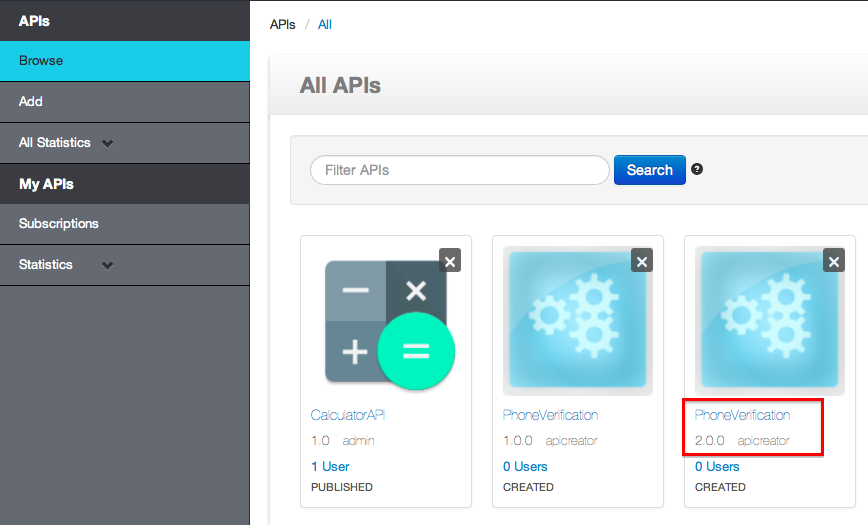 APIs
Browse
Add
All Statistics
My APIs
Subscriptions
Statistics
APIs / All
All APIs
Filter APIs
Search
?
CalculatorAPI
1.0 admin
1 User
PUBLISHED
PhoneVerification
1.0.0 apicreator
0 Users
CREATED
PhoneVerification
2.0.0 apicreator
0 Users
CREATED